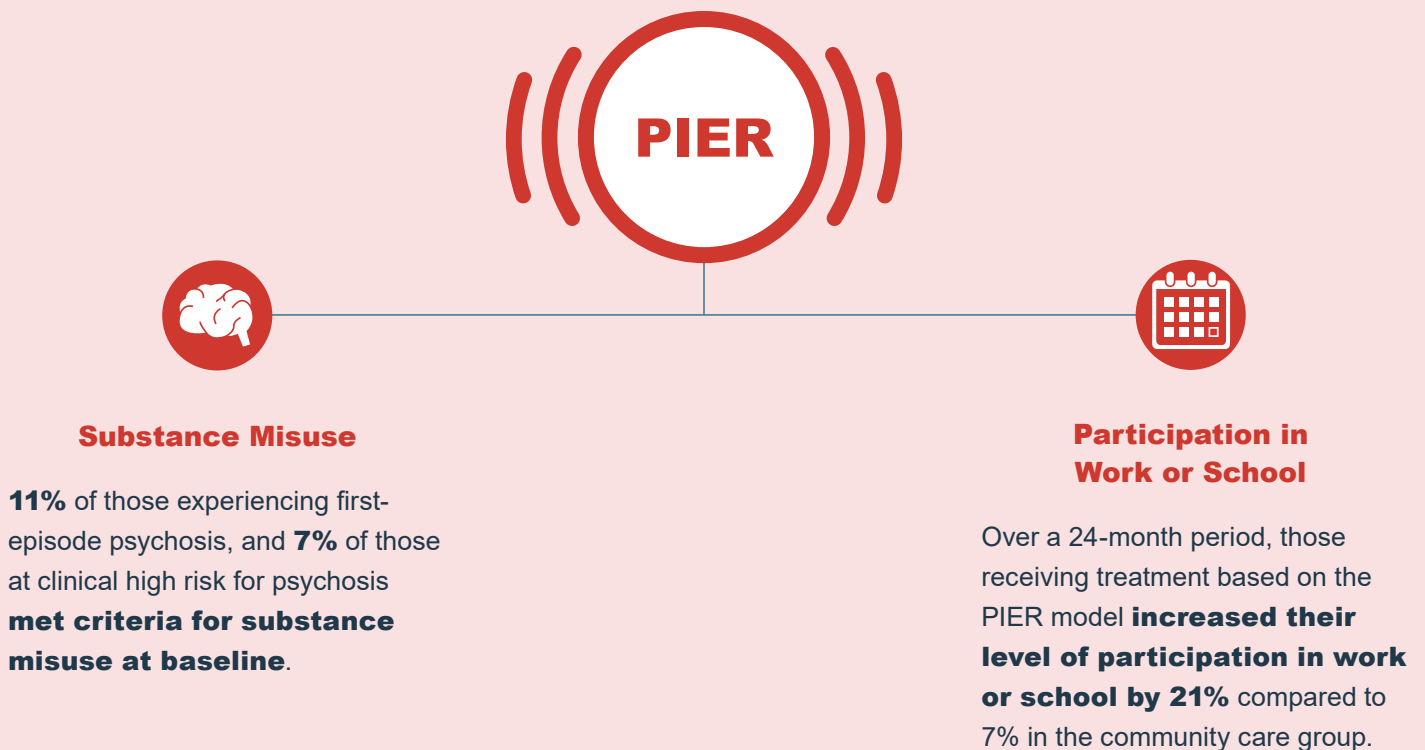 PIER
Substance Misuse
11% of those experiencing first-
episode psychosis, and 7% of those
at clinical high risk for psychosis
met criteria for substance
misuse at baseline.
Participation in
Work or School
Over a 24-month period, those
receiving treatment based on the
PIER model increased their
level of participation in work
or school by 21% compared to
7% in the community care group.